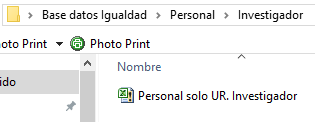 Base datos Igualdad > Personal > Investigador
hoto Print Photo Print
Nombre
ido
Personal solo UR. Investigador